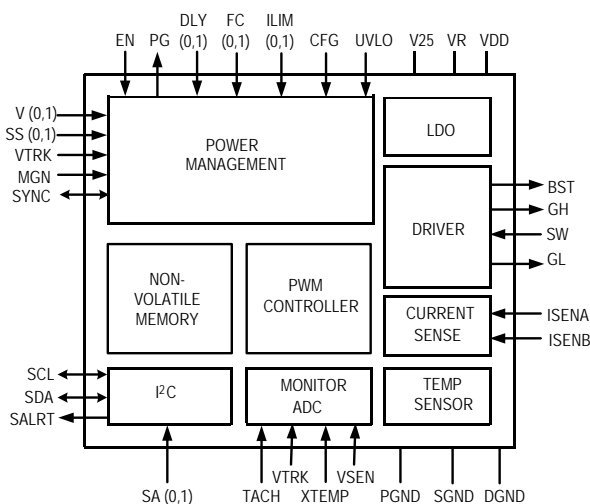 DLY FC ILIM
EN PG (0,1) (0,1) (0,1) CFG UVLO V25 VR VDD
V (0,1)
SS (0,1)
VTRK
MGN
SYNC
POWER
MANAGEMENT
LDO
DRIVER
BST
GH
SW
GL
NON-
VOLATILE
MEMORY
PWM
CONTROLLER
CURRENT
SENSE
ISENA
ISENB
SCL
SDA
SALRT
I²C
MONITOR
ADC
TEMP
SENSOR
SA (0,1) TACH VTRK XTEMP VSEN PGND SGND DGND